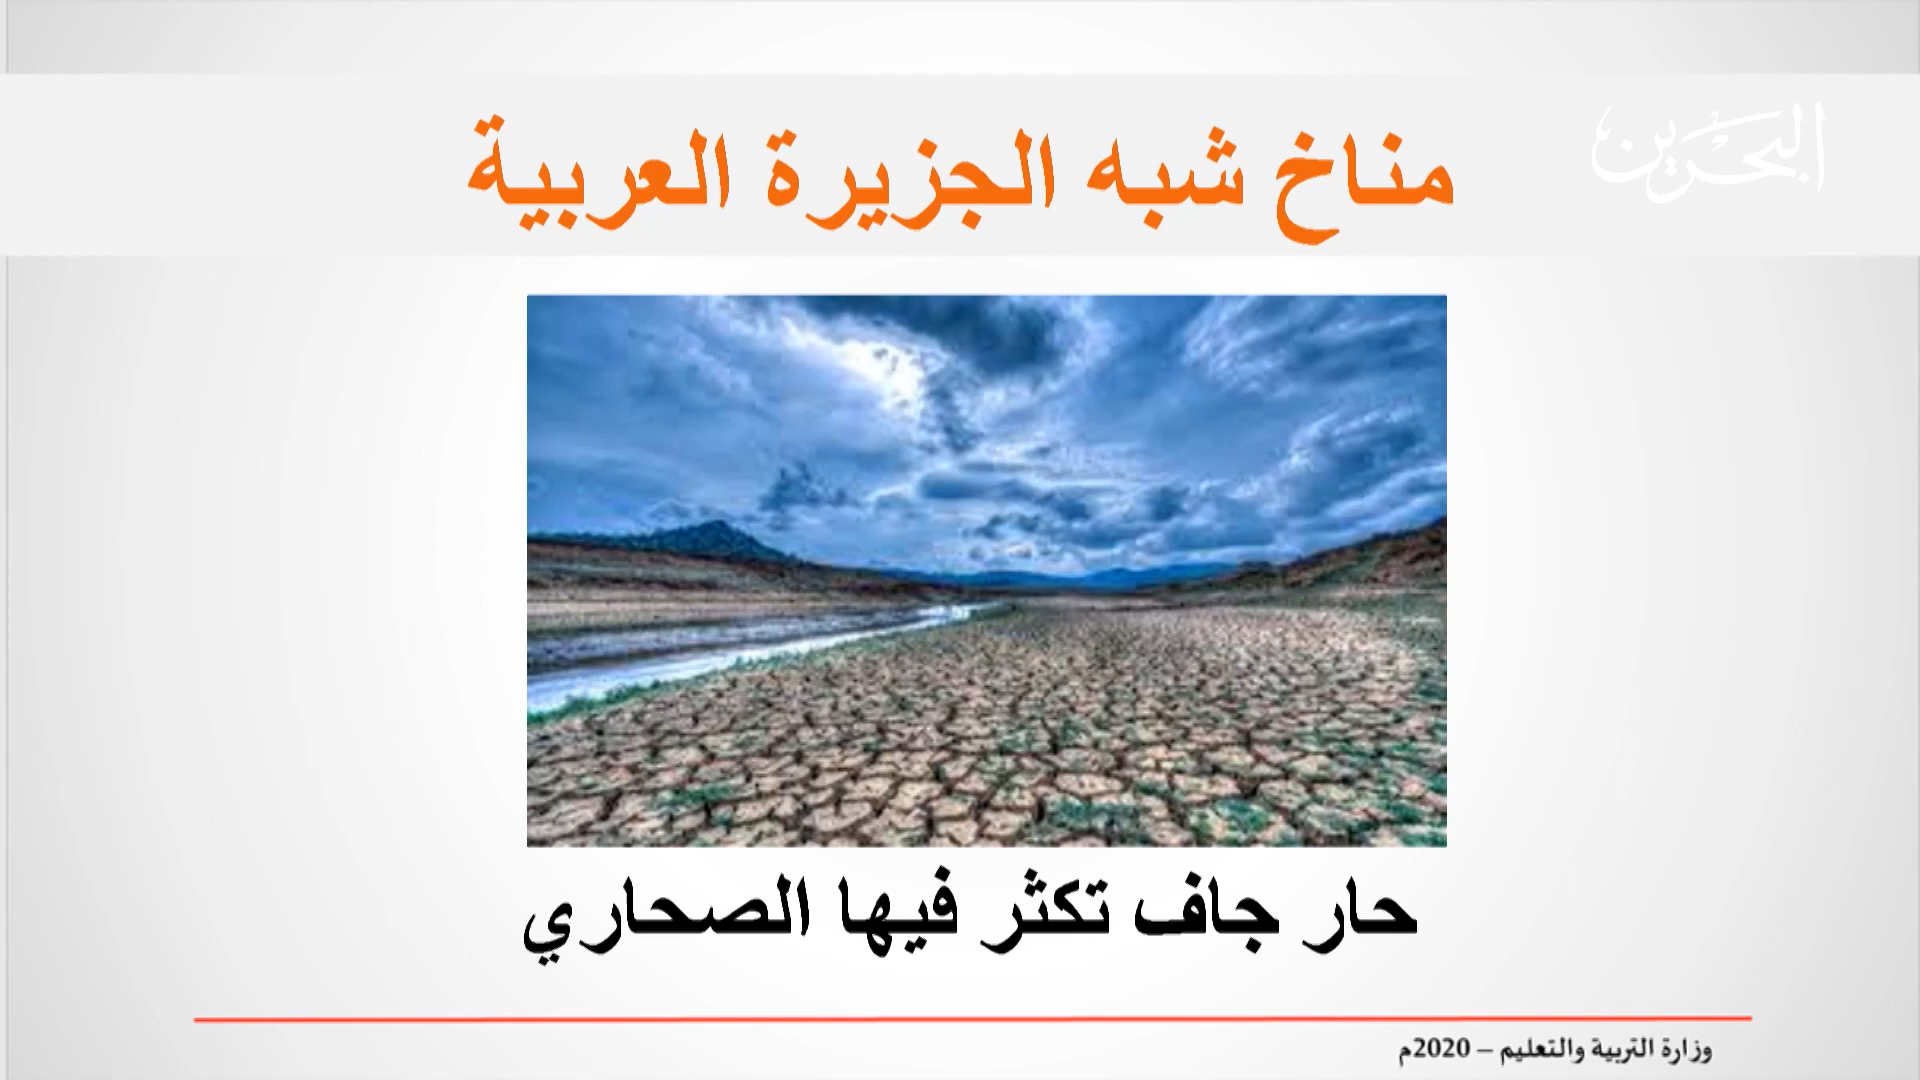 البحرين
مناخ شبه الجزيرة العربية
حار جاف تكثر فيها الصحاري
وزارة التربية والتعليم – 2020م